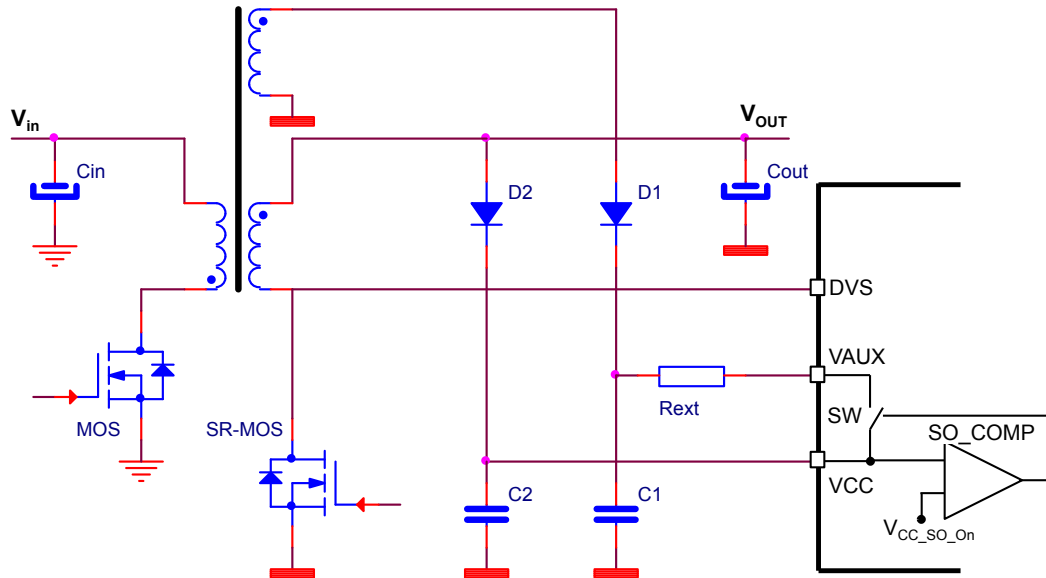 V_in
V_OUT
Cin
D2
D1
Cout
DVS
VAUX
Rext
SW
MOS
SR-MOS
SO_COMP
VCC
C2
C1
V_CC_SO_On